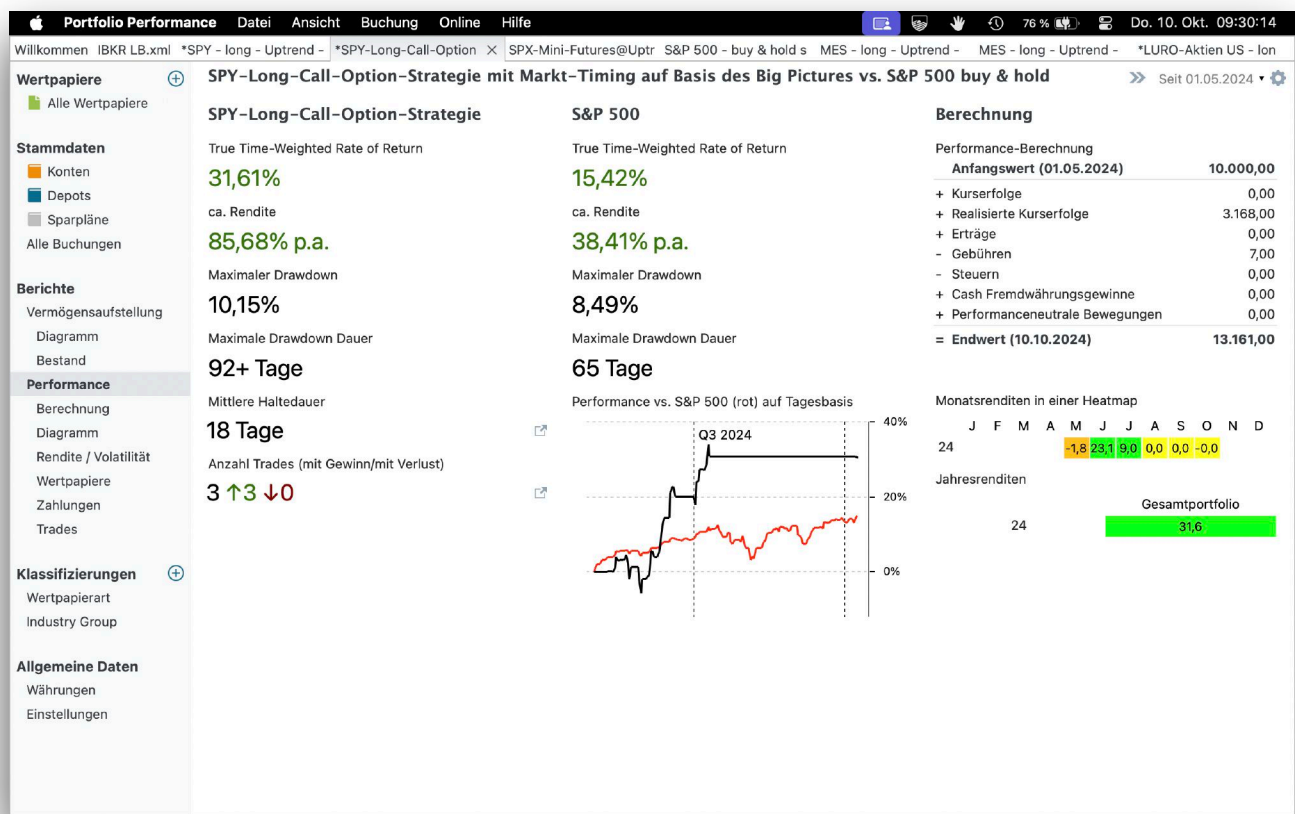 Portfolio Performance Datei Ansicht Buchung Online Hilfe 76 % Do. 10. Okt. 09:30:14
Willkommen IBKR LB.xml *SPY - long - Uptrend - *SPY-Long-Call-Option × SPX-Mini-Futures@Uptr S&P 500 - buy & hold s MES - long - Uptrend - MES - long - Uptrend - *LURO-Aktien US - lon
Wertpapiere
Alle Wertpapiere
Stammdaten
Konten
Depots
Sparpläne
Alle Buchungen
Berichte
Vermögensaufstellung
Diagramm
Bestand
Performance
Berechnung
Diagramm
Rendite / Volatilität
Wertpapiere
Zahlungen
Trades
Klassifizierungen
Wertpapierart
Industry Group
Allgemeine Daten
Währungen
Einstellungen
SPY-Long-Call-Option-Strategie mit Markt-Timing auf Basis des Big Pictures vs. S&P 500 buy & hold
Seit 01.05.2024
SPY-Long-Call-Option-Strategie
True Time-Weighted Rate of Return
31,61%
ca. Rendite
85,68% p.a.
Maximaler Drawdown
10,15%
Maximale Drawdown Dauer
92+ Tage
Mittlere Haltedauer
18 Tage
Anzahl Trades (mit Gewinn/mit Verlust)
3 ↑3 ↓0
S&P 500
True Time-Weighted Rate of Return
15,42%
ca. Rendite
38,41% p.a.
Maximaler Drawdown
8,49%
Maximale Drawdown Dauer
65 Tage
Performance vs. S&P 500 (rot) auf Tagesbasis
Q3 2024
40%
20%
0%
Berechnung
Performance-Berechnung
Anfangswert (01.05.2024) 10.000,00
+ Kurserfolge 0,00
+ Realisierte Kurserfolge 3.168,00
+ Erträge 0,00
- Gebühren 7,00
- Steuern 0,00
+ Cash Fremdwährungsgewinne 0,00
+ Performanceneutrale Bewegungen 0,00
= Endwert (10.10.2024) 13.161,00
Monatsrenditen in einer Heatmap
J F M A M J J A S O N D
24 -1,8 23,1 9,0 0,0 0,0 -0,0
Jahresrenditen
Gesamtportfolio
24 31,6